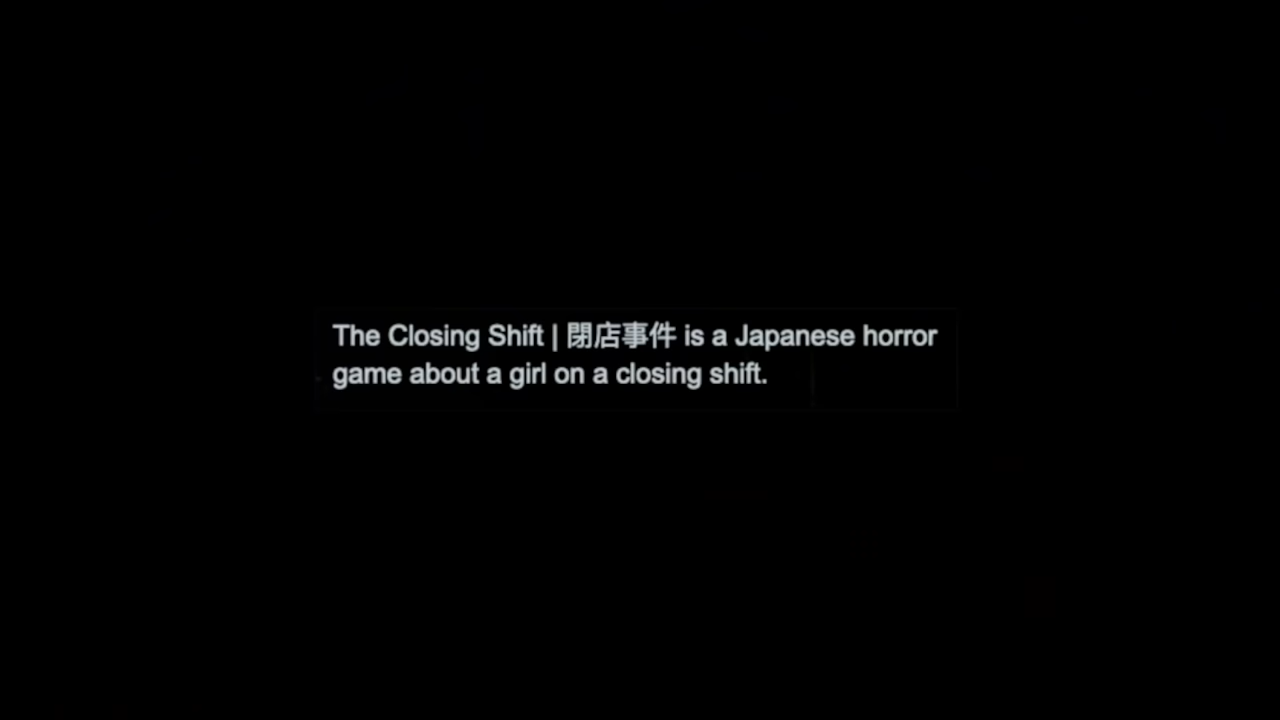 The Closing Shift | 閉店事件 is a Japanese horror
game about a girl on a closing shift.